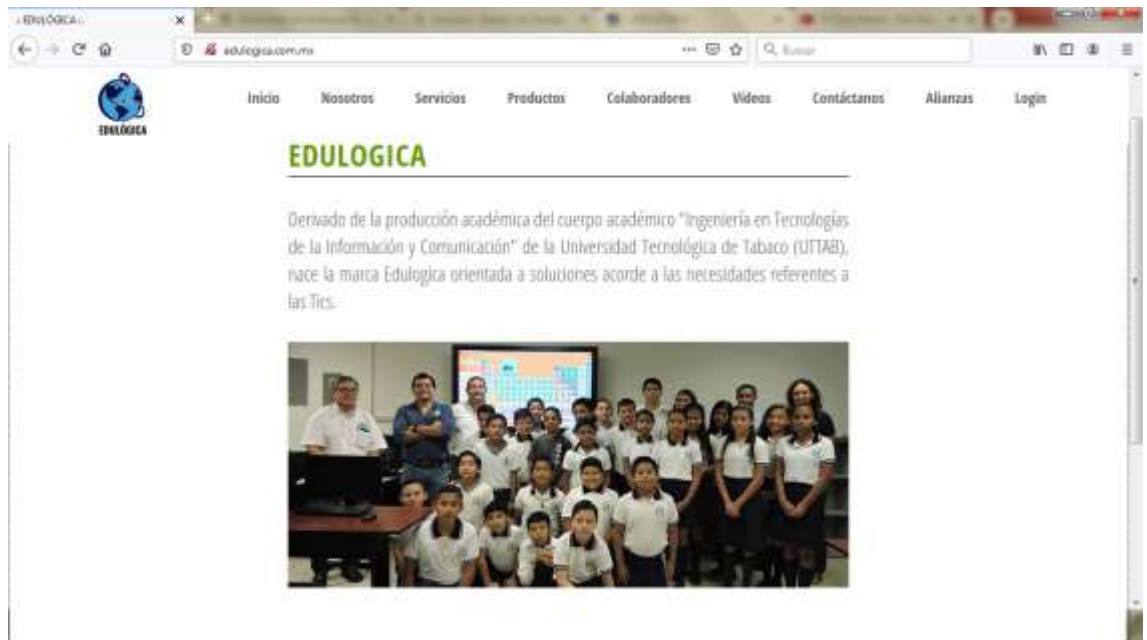 .: EDULÓGICA :.
edulogica.com.mx
Buscar
EDULÓGICA
Inicio Nosotros Servicios Productos Colaboradores Videos Contáctanos Alianzas Login
EDULOGICA
Derivado de la producción académica del cuerpo académico "Ingeniería en Tecnologías
de la Información y Comunicación" de la Universidad Tecnológica de Tabaco (UTTAB),
nace la marca Edulogica orientada a soluciones acorde a las necesidades referentes a
las Tics.